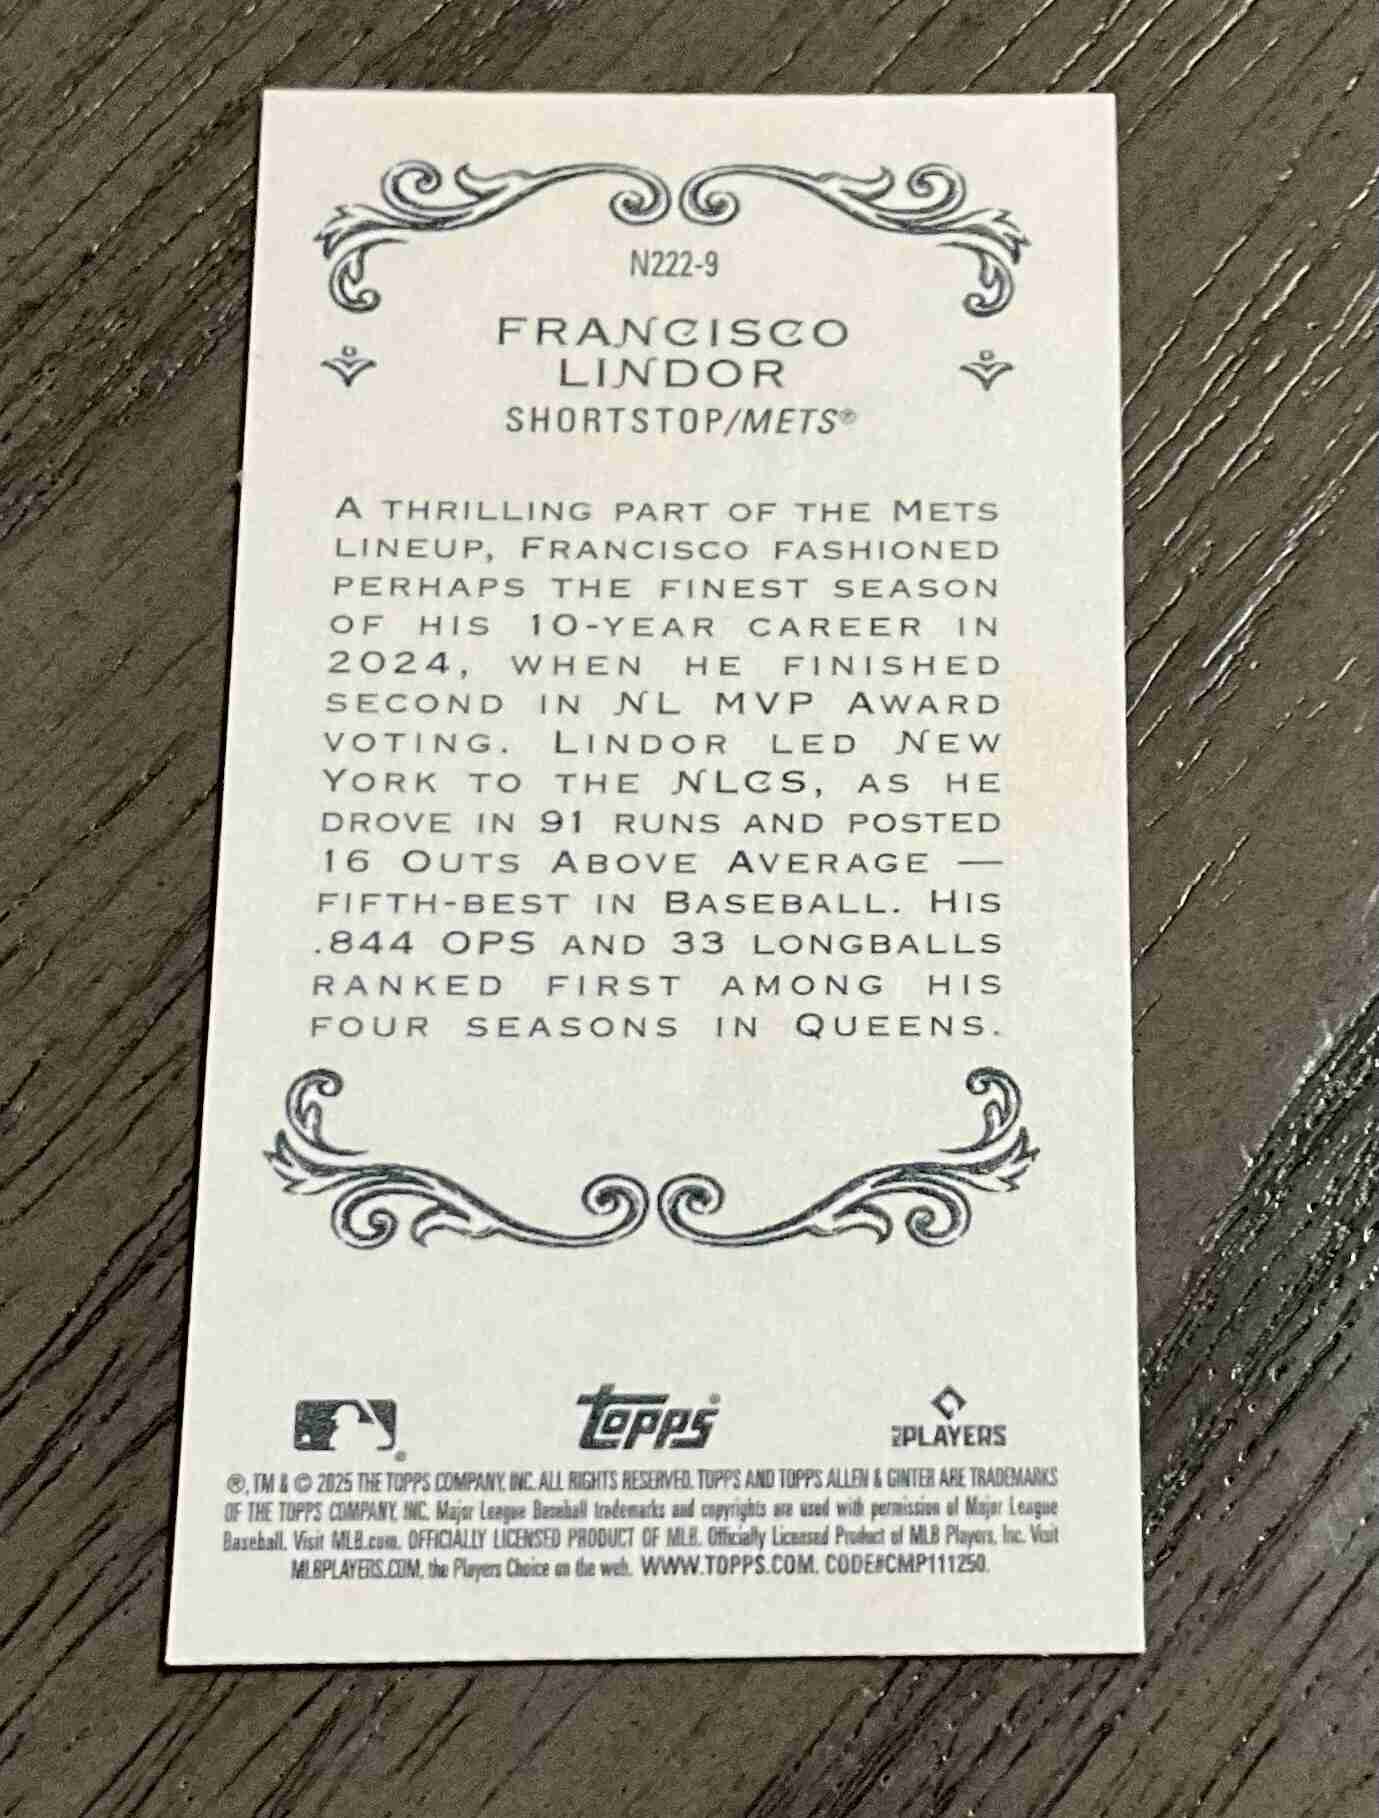 N222-9
FRANCISCO
LINDOR
SHORTSTOP/METS®
A THRILLING PART OF THE METS
LINEUP, FRANCISCO FASHIONED
PERHAPS THE FINEST SEASON
OF HIS 10-YEAR CAREER IN
2024, WHEN HE FINISHED
SECOND IN NL MVP AWARD
VOTING. LINDOR LED NEW
YORK TO THE NLCS, AS HE
DROVE IN 91 RUNS AND POSTED
16 OUTS ABOVE AVERAGE —
FIFTH-BEST IN BASEBALL. HIS
.844 OPS AND 33 LONGBALLS
RANKED FIRST AMONG HIS
FOUR SEASONS IN QUEENS.
topps®
PLAYERS
®, TM & © 2025 THE TOPPS COMPANY, INC. ALL RIGHTS RESERVED. TOPPS AND TOPPS ALLEN & GINTER ARE TRADEMARKS
OF THE TOPPS COMPANY, INC. Major League Baseball trademarks and copyrights are used with permission of Major League
Baseball. Visit MLB.com. OFFICIALLY LICENSED PRODUCT OF MLB. Officially Licensed Product of MLB Players, Inc. Visit
MLBPLAYERS.COM, the Players Choice on the web. WWW.TOPPS.COM. CODE#CMP111250.